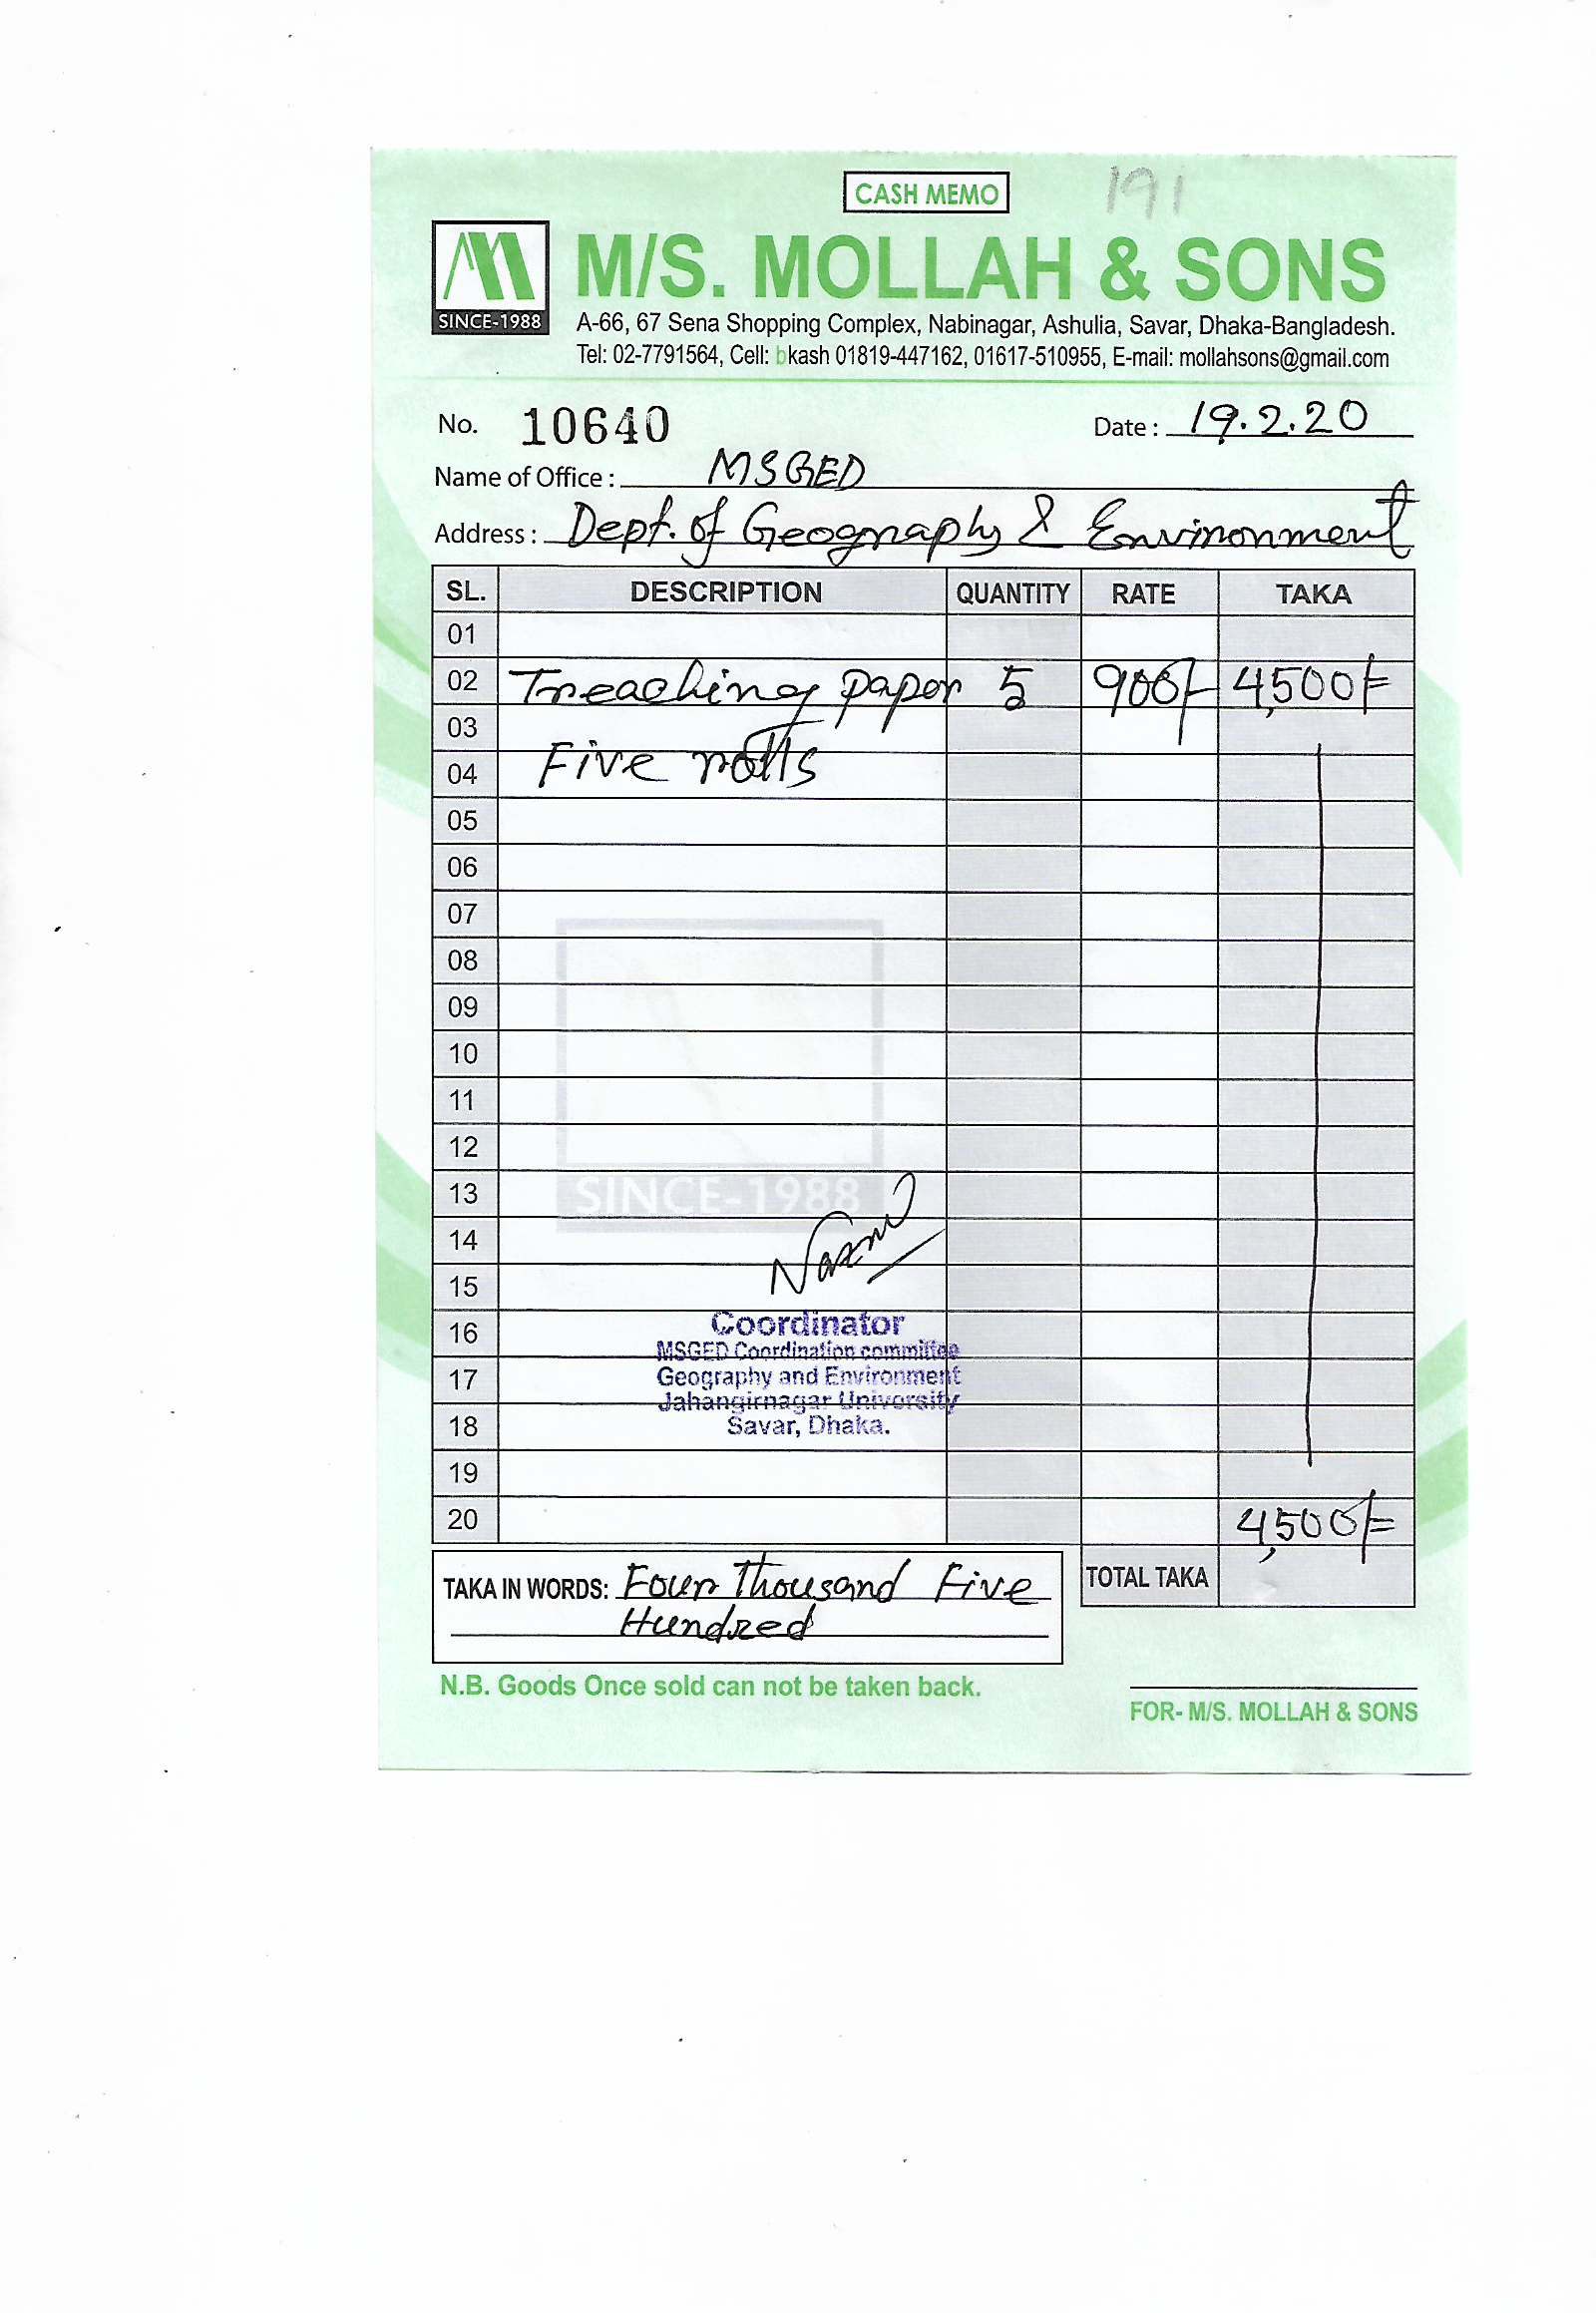 CASH MEMO
191
M/S. MOLLAH & SONS
SINCE-1988
A-66, 67 Sena Shopping Complex, Nabinagar, Ashulia, Savar, Dhaka-Bangladesh.
Tel: 02-7791564, Cell: bkash 01819-447162, 01617-510955, E-mail: mollahsons@gmail.com
No. 10640 Date : 19.2.20
Name of Office : MSGED
Address : Dept. of Geography & Environment
SL. DESCRIPTION QUANTITY RATE TAKA
01
02 Treaching paper 5 900/- 4,500/=
03
04 Five rolls
05
06
07
08
09
10
11
12
13 SINCE-1988
14
15
16 Coordinator
MSGED Coordination committee
17 Geography and Environment
Jahangirnagar University
18 Savar, Dhaka.
19
20 4,500/=
TAKA IN WORDS: Four Thousand Five TOTAL TAKA
Hundred
N.B. Goods Once sold can not be taken back.
FOR- M/S. MOLLAH & SONS